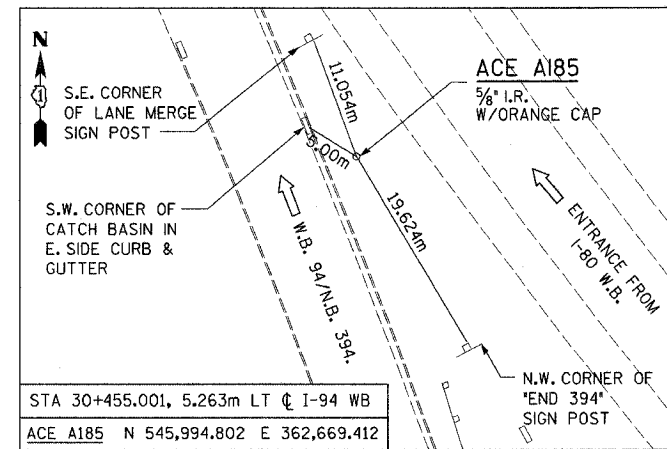 N
1
S.E. CORNER
OF LANE MERGE
SIGN POST
11.054m
ACE A185
5/8" I.R.
W/ORANGE CAP
5.00m
S.W. CORNER OF
CATCH BASIN IN
E. SIDE CURB &
GUTTER
19.624m
W.B. 94/N.B. 394.
ENTRANCE FROM
I-80 W.B.
N.W. CORNER OF
"END 394"
SIGN POST
STA 30+455.001, 5.263m LT ℄ I-94 WB
ACE A185 N 545,994.802 E 362,669.412